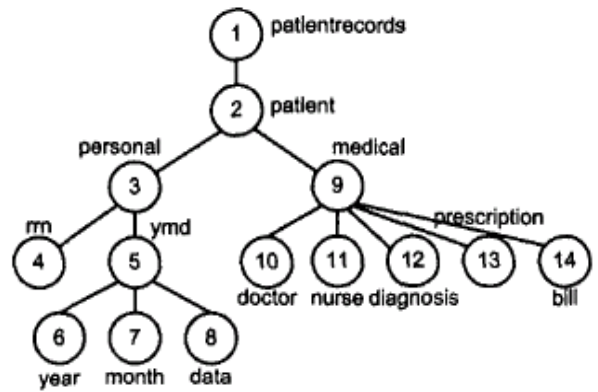 1 patientrecords
2 patient
personal medical
3 9
prescription
rrn ymd
4 5 10 11 12 13 14
doctor nurse diagnosis bill
6 7 8
year month data